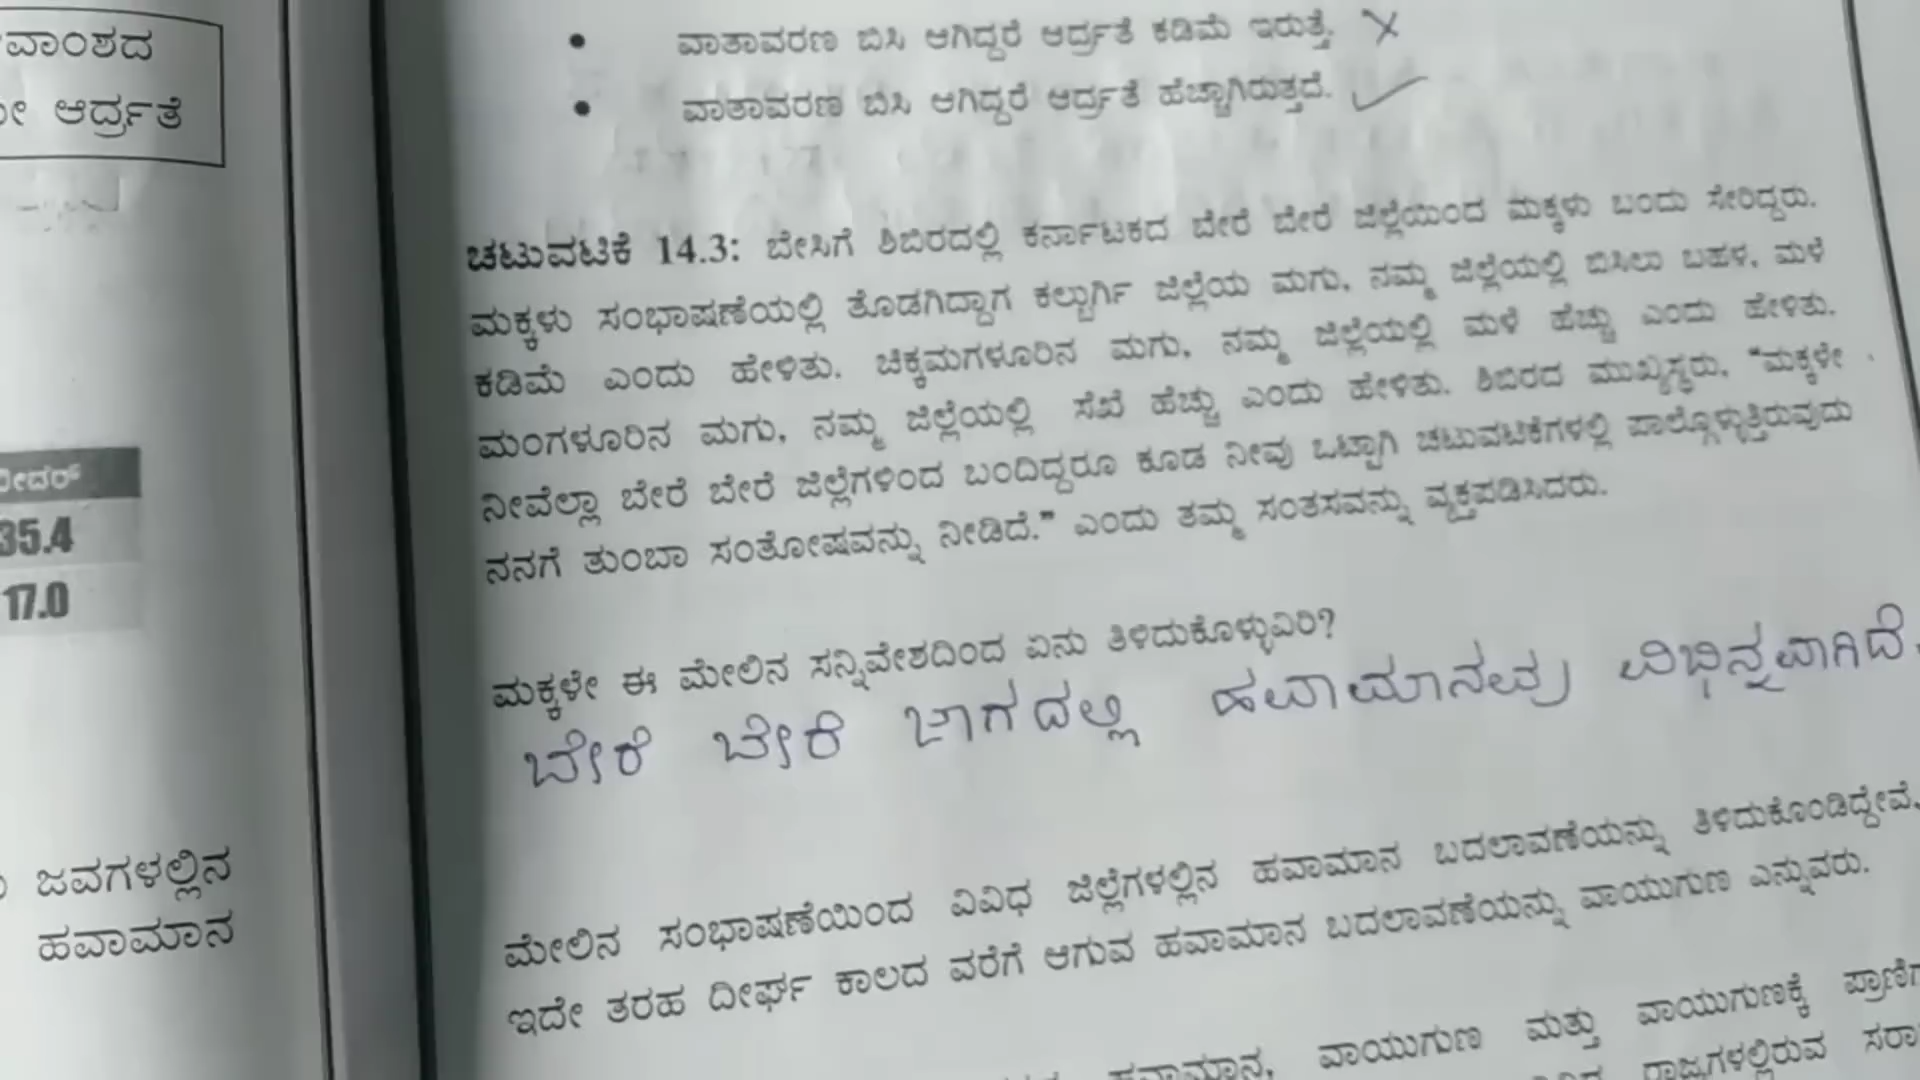 ವಾಂಶದ
ಆರ್ದ್ರತೆ
ಬೀದರ್
35.4
17.0
ಜವಗಳಲ್ಲಿನ
ಹವಾಮಾನ
• ವಾತಾವರಣ ಬಿಸಿ ಆಗಿದ್ದರೆ ಆರ್ದ್ರತೆ ಕಡಿಮೆ ಇರುತ್ತೆ.
• ವಾತಾವರಣ ಬಿಸಿ ಆಗಿದ್ದರೆ ಆರ್ದ್ರತೆ ಹೆಚ್ಚಾಗಿರುತ್ತದೆ.
ಚಟುವಟಿಕೆ 14.3: ಬೇಸಿಗೆ ಶಿಬಿರದಲ್ಲಿ ಕರ್ನಾಟಕದ ಬೇರೆ ಬೇರೆ ಜಿಲ್ಲೆಯಿಂದ ಮಕ್ಕಳು ಬಂದು ಸೇರಿದ್ದರು.
ಮಕ್ಕಳು ಸಂಭಾಷಣೆಯಲ್ಲಿ ತೊಡಗಿದ್ದಾಗ ಕಲ್ಬುರ್ಗಿ ಜಿಲ್ಲೆಯ ಮಗು, ನಮ್ಮ ಜಿಲ್ಲೆಯಲ್ಲಿ ಬಿಸಿಲು ಬಹಳ, ಮಳೆ
ಕಡಿಮೆ ಎಂದು ಹೇಳಿತು. ಚಿಕ್ಕಮಗಳೂರಿನ ಮಗು, ನಮ್ಮ ಜಿಲ್ಲೆಯಲ್ಲಿ ಮಳೆ ಹೆಚ್ಚು ಎಂದು ಹೇಳಿತು.
ಮಂಗಳೂರಿನ ಮಗು, ನಮ್ಮ ಜಿಲ್ಲೆಯಲ್ಲಿ ಸೆಖೆ ಹೆಚ್ಚು ಎಂದು ಹೇಳಿತು. ಶಿಬಿರದ ಮುಖ್ಯಸ್ಥರು, "ಮಕ್ಕಳೇ
ನೀವೆಲ್ಲಾ ಬೇರೆ ಬೇರೆ ಜಿಲ್ಲೆಗಳಿಂದ ಬಂದಿದ್ದರೂ ಕೂಡ ನೀವು ಒಟ್ಟಾಗಿ ಚಟುವಟಿಕೆಗಳಲ್ಲಿ ಪಾಲ್ಗೊಳ್ಳುತ್ತಿರುವುದು
ನನಗೆ ತುಂಬಾ ಸಂತೋಷವನ್ನು ನೀಡಿದೆ." ಎಂದು ತಮ್ಮ ಸಂತಸವನ್ನು ವ್ಯಕ್ತಪಡಿಸಿದರು.
ಮಕ್ಕಳೇ ಈ ಮೇಲಿನ ಸನ್ನಿವೇಶದಿಂದ ಏನು ತಿಳಿದುಕೊಳ್ಳುವಿರಿ?
ಬೇರೆ ಬೇರೆ ಜಾಗದಲ್ಲಿ ಹವಾಮಾನವು ವಿಭಿನ್ನವಾಗಿದೆ.
ಮೇಲಿನ ಸಂಭಾಷಣೆಯಿಂದ ವಿವಿಧ ಜಿಲ್ಲೆಗಳಲ್ಲಿನ ಹವಾಮಾನ ಬದಲಾವಣೆಯನ್ನು ತಿಳಿದುಕೊಂಡಿದ್ದೇವೆ.
ಇದೇ ತರಹ ದೀರ್ಘ ಕಾಲದ ವರೆಗೆ ಆಗುವ ಹವಾಮಾನ ಬದಲಾವಣೆಯನ್ನು ವಾಯುಗುಣ ಎನ್ನುವರು.
ಹವಾಮಾನ, ವಾಯುಗುಣ ಮತ್ತು ವಾಯುಗುಣಕ್ಕೆ
ರಾಜ್ಯಗಳಲ್ಲಿರುವ